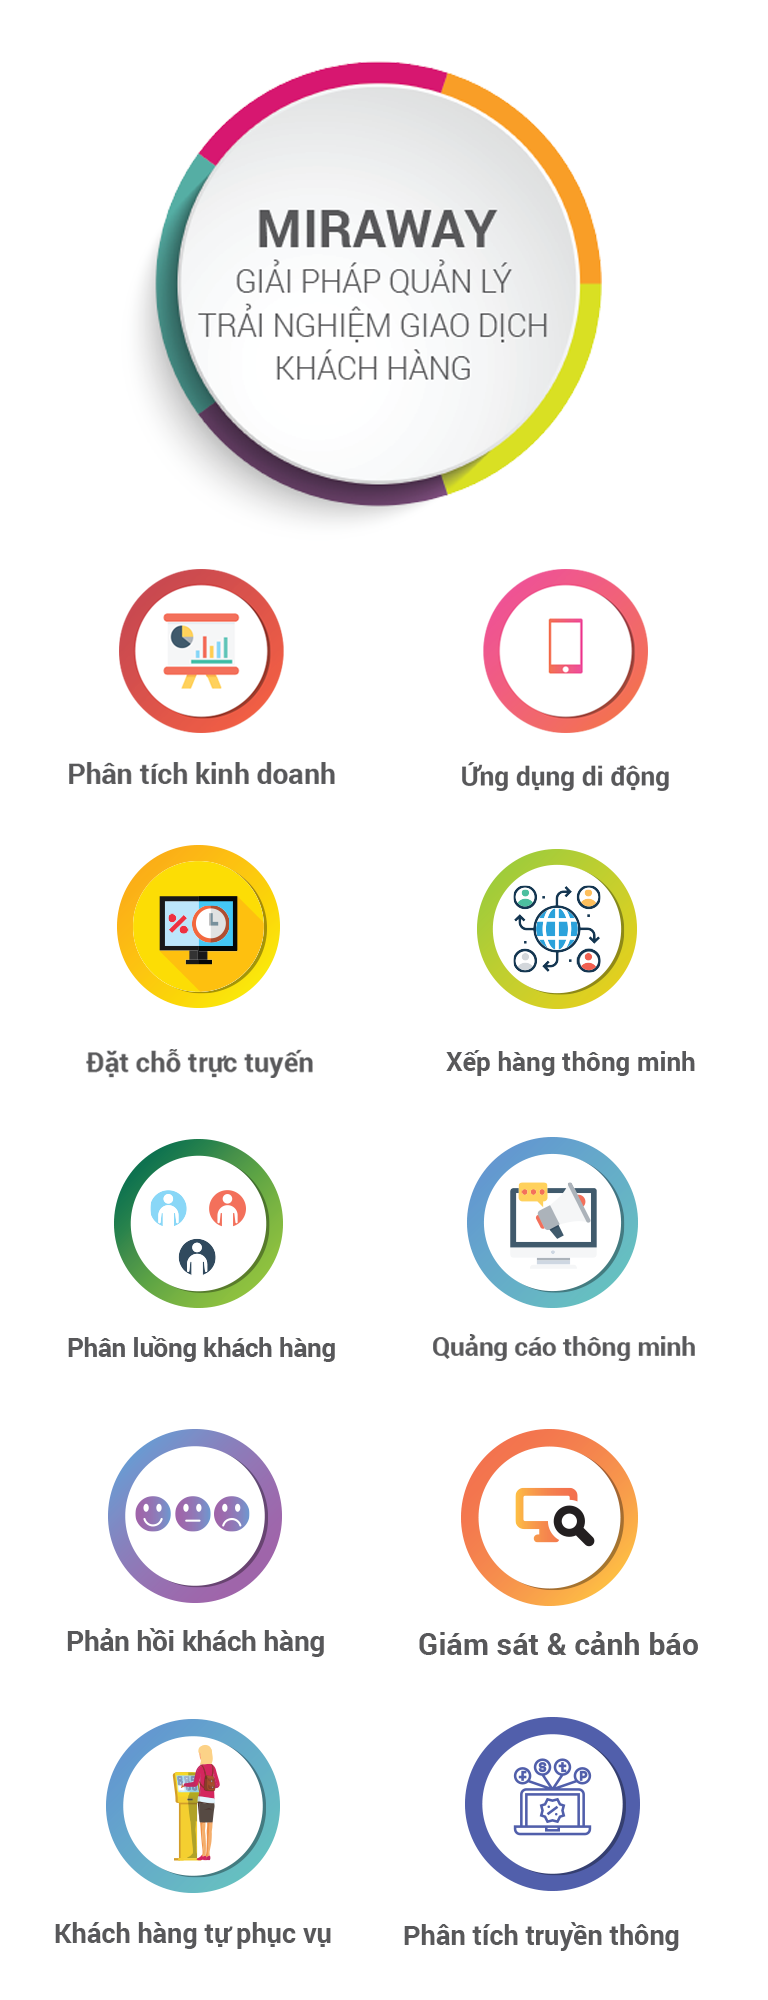 MIRAWAY
GIẢI PHÁP QUẢN LÝ
TRẢI NGHIỆM GIAO DỊCH
KHÁCH HÀNG
Phân tích kinh doanh
Ứng dụng di động
Đặt chỗ trực tuyến
Xếp hàng thông minh
Phân luồng khách hàng
Quảng cáo thông minh
Phản hồi khách hàng
Giám sát & cảnh báo
Khách hàng tự phục vụ
Phân tích truyền thông